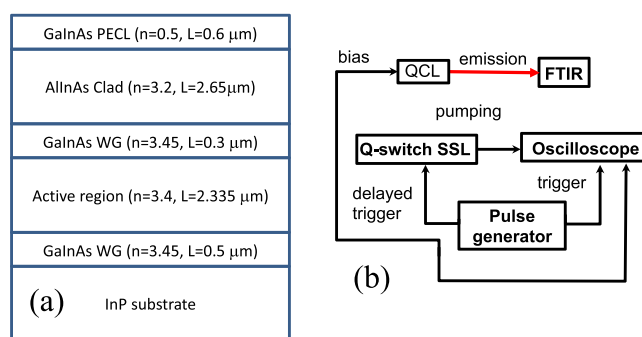 GaInAs PECL (n=0.5, L=0.6 μm)
AlInAs Clad (n=3.2, L=2.65μm)
GaInAs WG (n=3.45, L=0.3 μm)
Active region (n=3.4, L=2.335 μm)
GaInAs WG (n=3.45, L=0.5 μm)
(a)
InP substrate
bias
QCL
emission
FTIR
pumping
Q-switch SSL
Oscilloscope
delayed
trigger
trigger
Pulse
generator
(b)